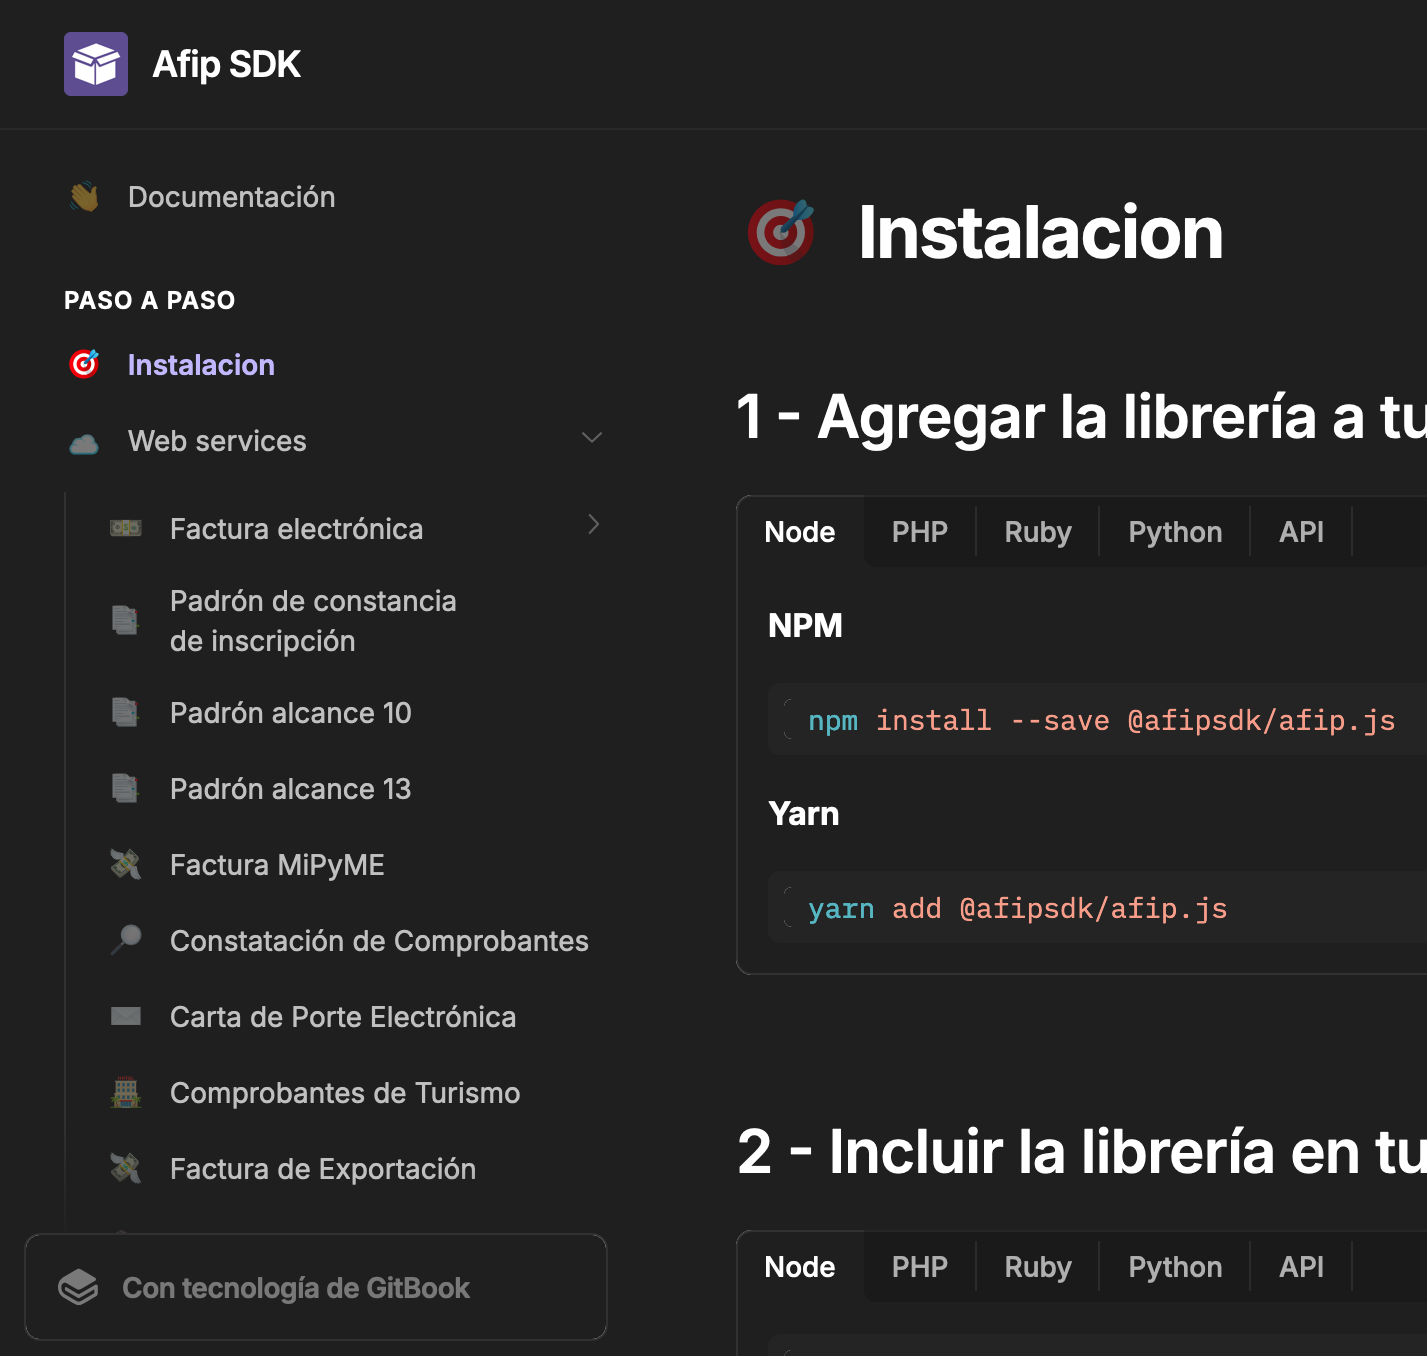 Afip SDK
Documentación
PASO A PASO
Instalacion
Web services
Factura electrónica
Padrón de constancia
de inscripción
Padrón alcance 10
Padrón alcance 13
Factura MiPyME
Constatación de Comprobantes
Carta de Porte Electrónica
Comprobantes de Turismo
Factura de Exportación
Con tecnología de GitBook
Instalacion
1 - Agregar la librería a tu
Node PHP Ruby Python API
NPM
npm install --save @afipsdk/afip.js
Yarn
yarn add @afipsdk/afip.js
2 - Incluir la librería en tu
Node PHP Ruby Python API